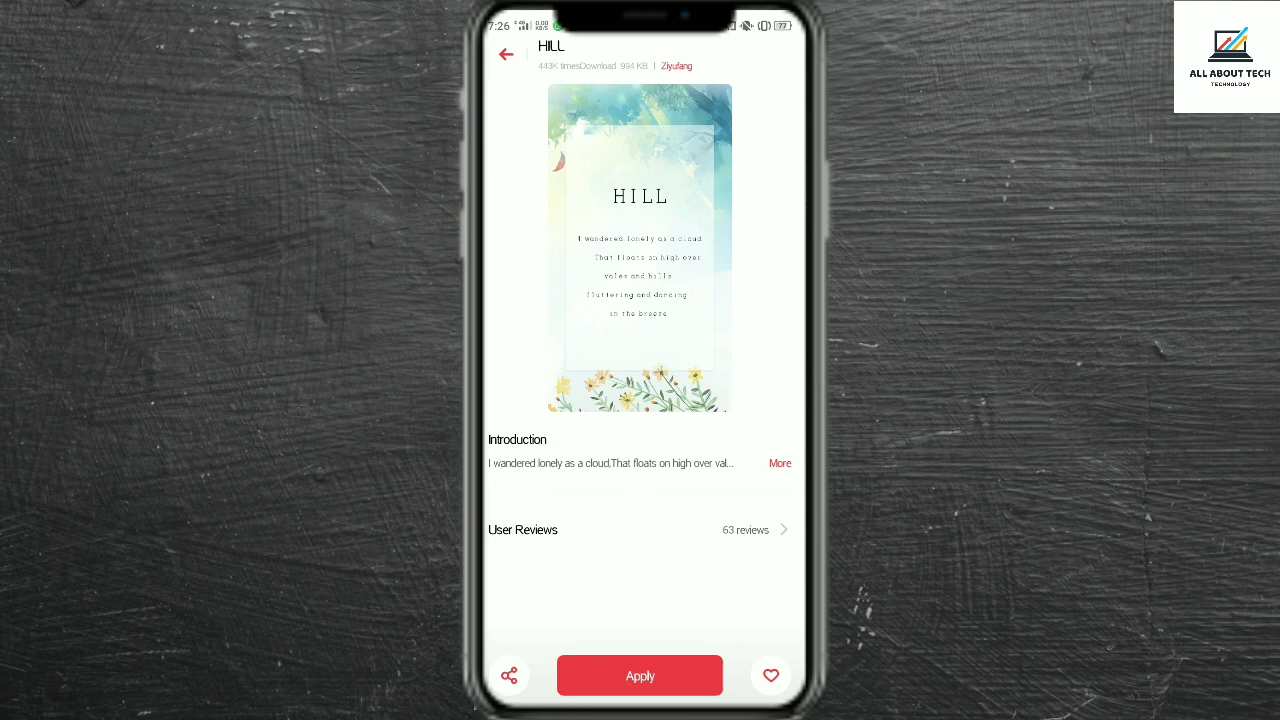 7:26
77
HILL
443K timesDownload 994 KB | Ziyufang
HILL
I wandered lonely as a cloud
That floats on high over
vales and hills
fluttering and dancing
in the breeze
Introduction
I wandered lonely as a cloud,That floats on high over val... More
User Reviews 63 reviews
Apply
ALL ABOUT TECH
TECHNOLOGY